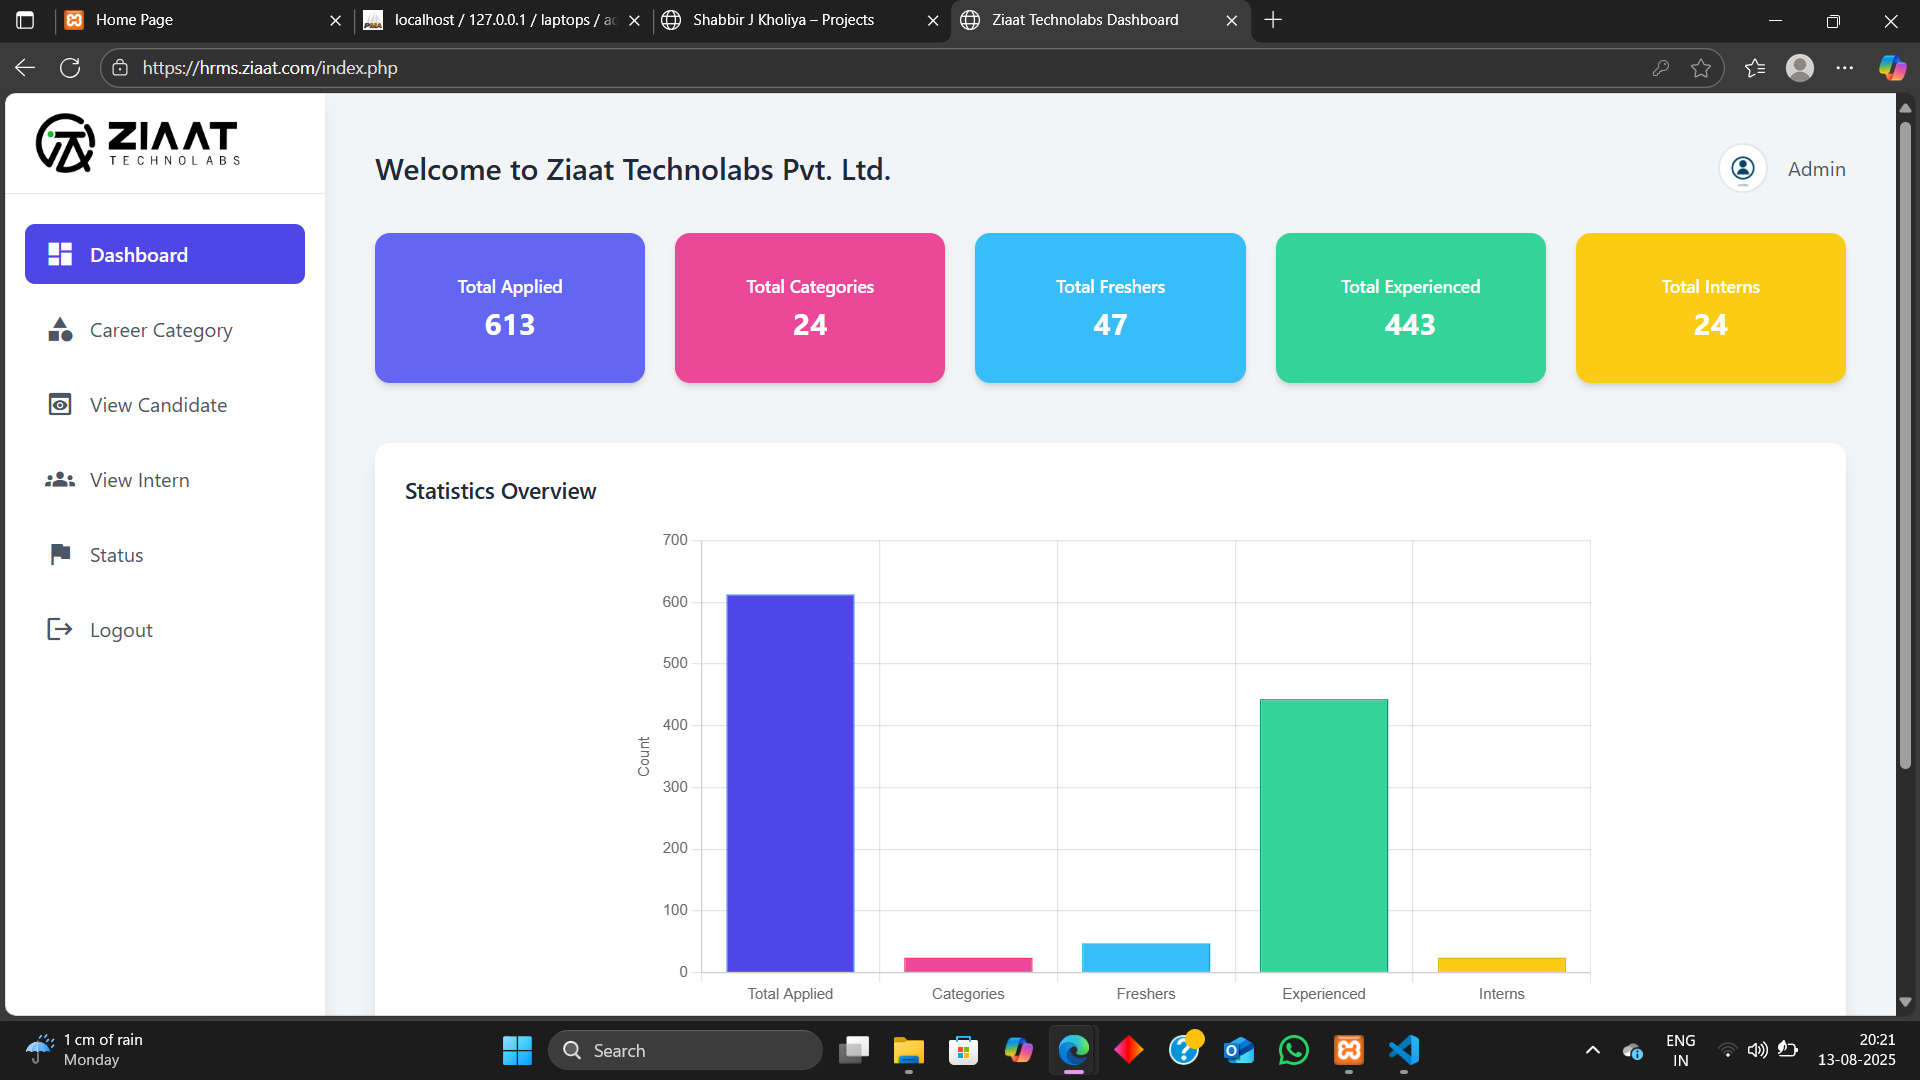 Home Page
localhost / 127.0.0.1 / laptops / ad
Shabbir J Kholiya – Projects
Ziaat Technolabs Dashboard
https://hrms.ziaat.com/index.php
ZIAAT
TECHNOLABS
Dashboard
Career Category
View Candidate
View Intern
Status
Logout
Welcome to Ziaat Technolabs Pvt. Ltd.
Admin
Total Applied
613
Total Categories
24
Total Freshers
47
Total Experienced
443
Total Interns
24
Statistics Overview
700
600
500
400
300
200
100
0
Count
Total Applied
Categories
Freshers
Experienced
Interns
1 cm of rain
Monday
Search
ENG
IN
20:21
13-08-2025